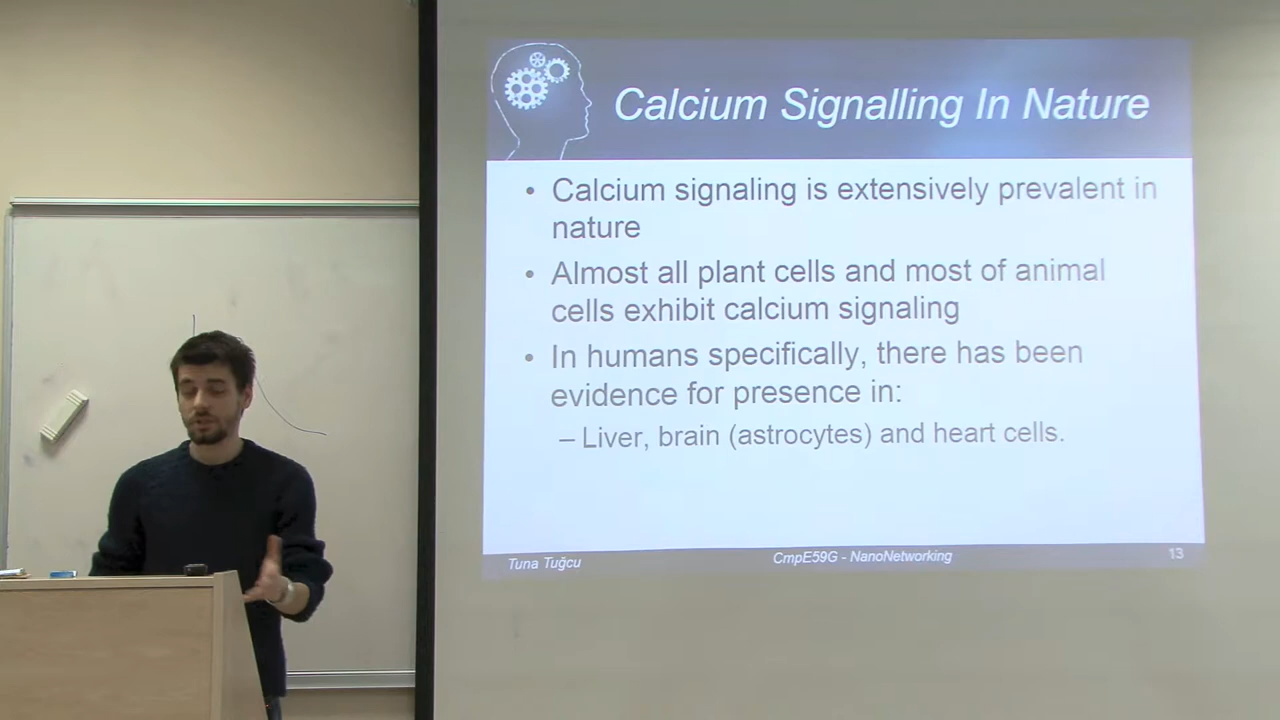 Calcium Signalling In Nature
• Calcium signaling is extensively prevalent in
nature
• Almost all plant cells and most of animal
cells exhibit calcium signaling
• In humans specifically, there has been
evidence for presence in:
– Liver, brain (astrocytes) and heart cells.
Tuna Tuğcu
CmpE59G - NanoNetworking
13